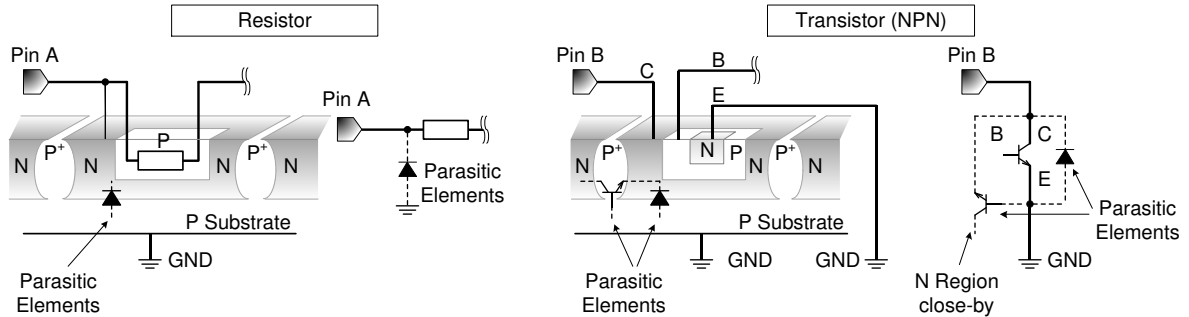 Resistor
Pin A
N
P+
N
P
N
P+
N
Parasitic
Elements
P Substrate
GND
Pin A
Parasitic
Elements
Transistor (NPN)
Pin B
C
B
E
N
P+
N
N
P
N
P+
N
P Substrate
GND
GND
Parasitic
Elements
Pin B
B
C
E
Parasitic
Elements
GND
N Region
close-by